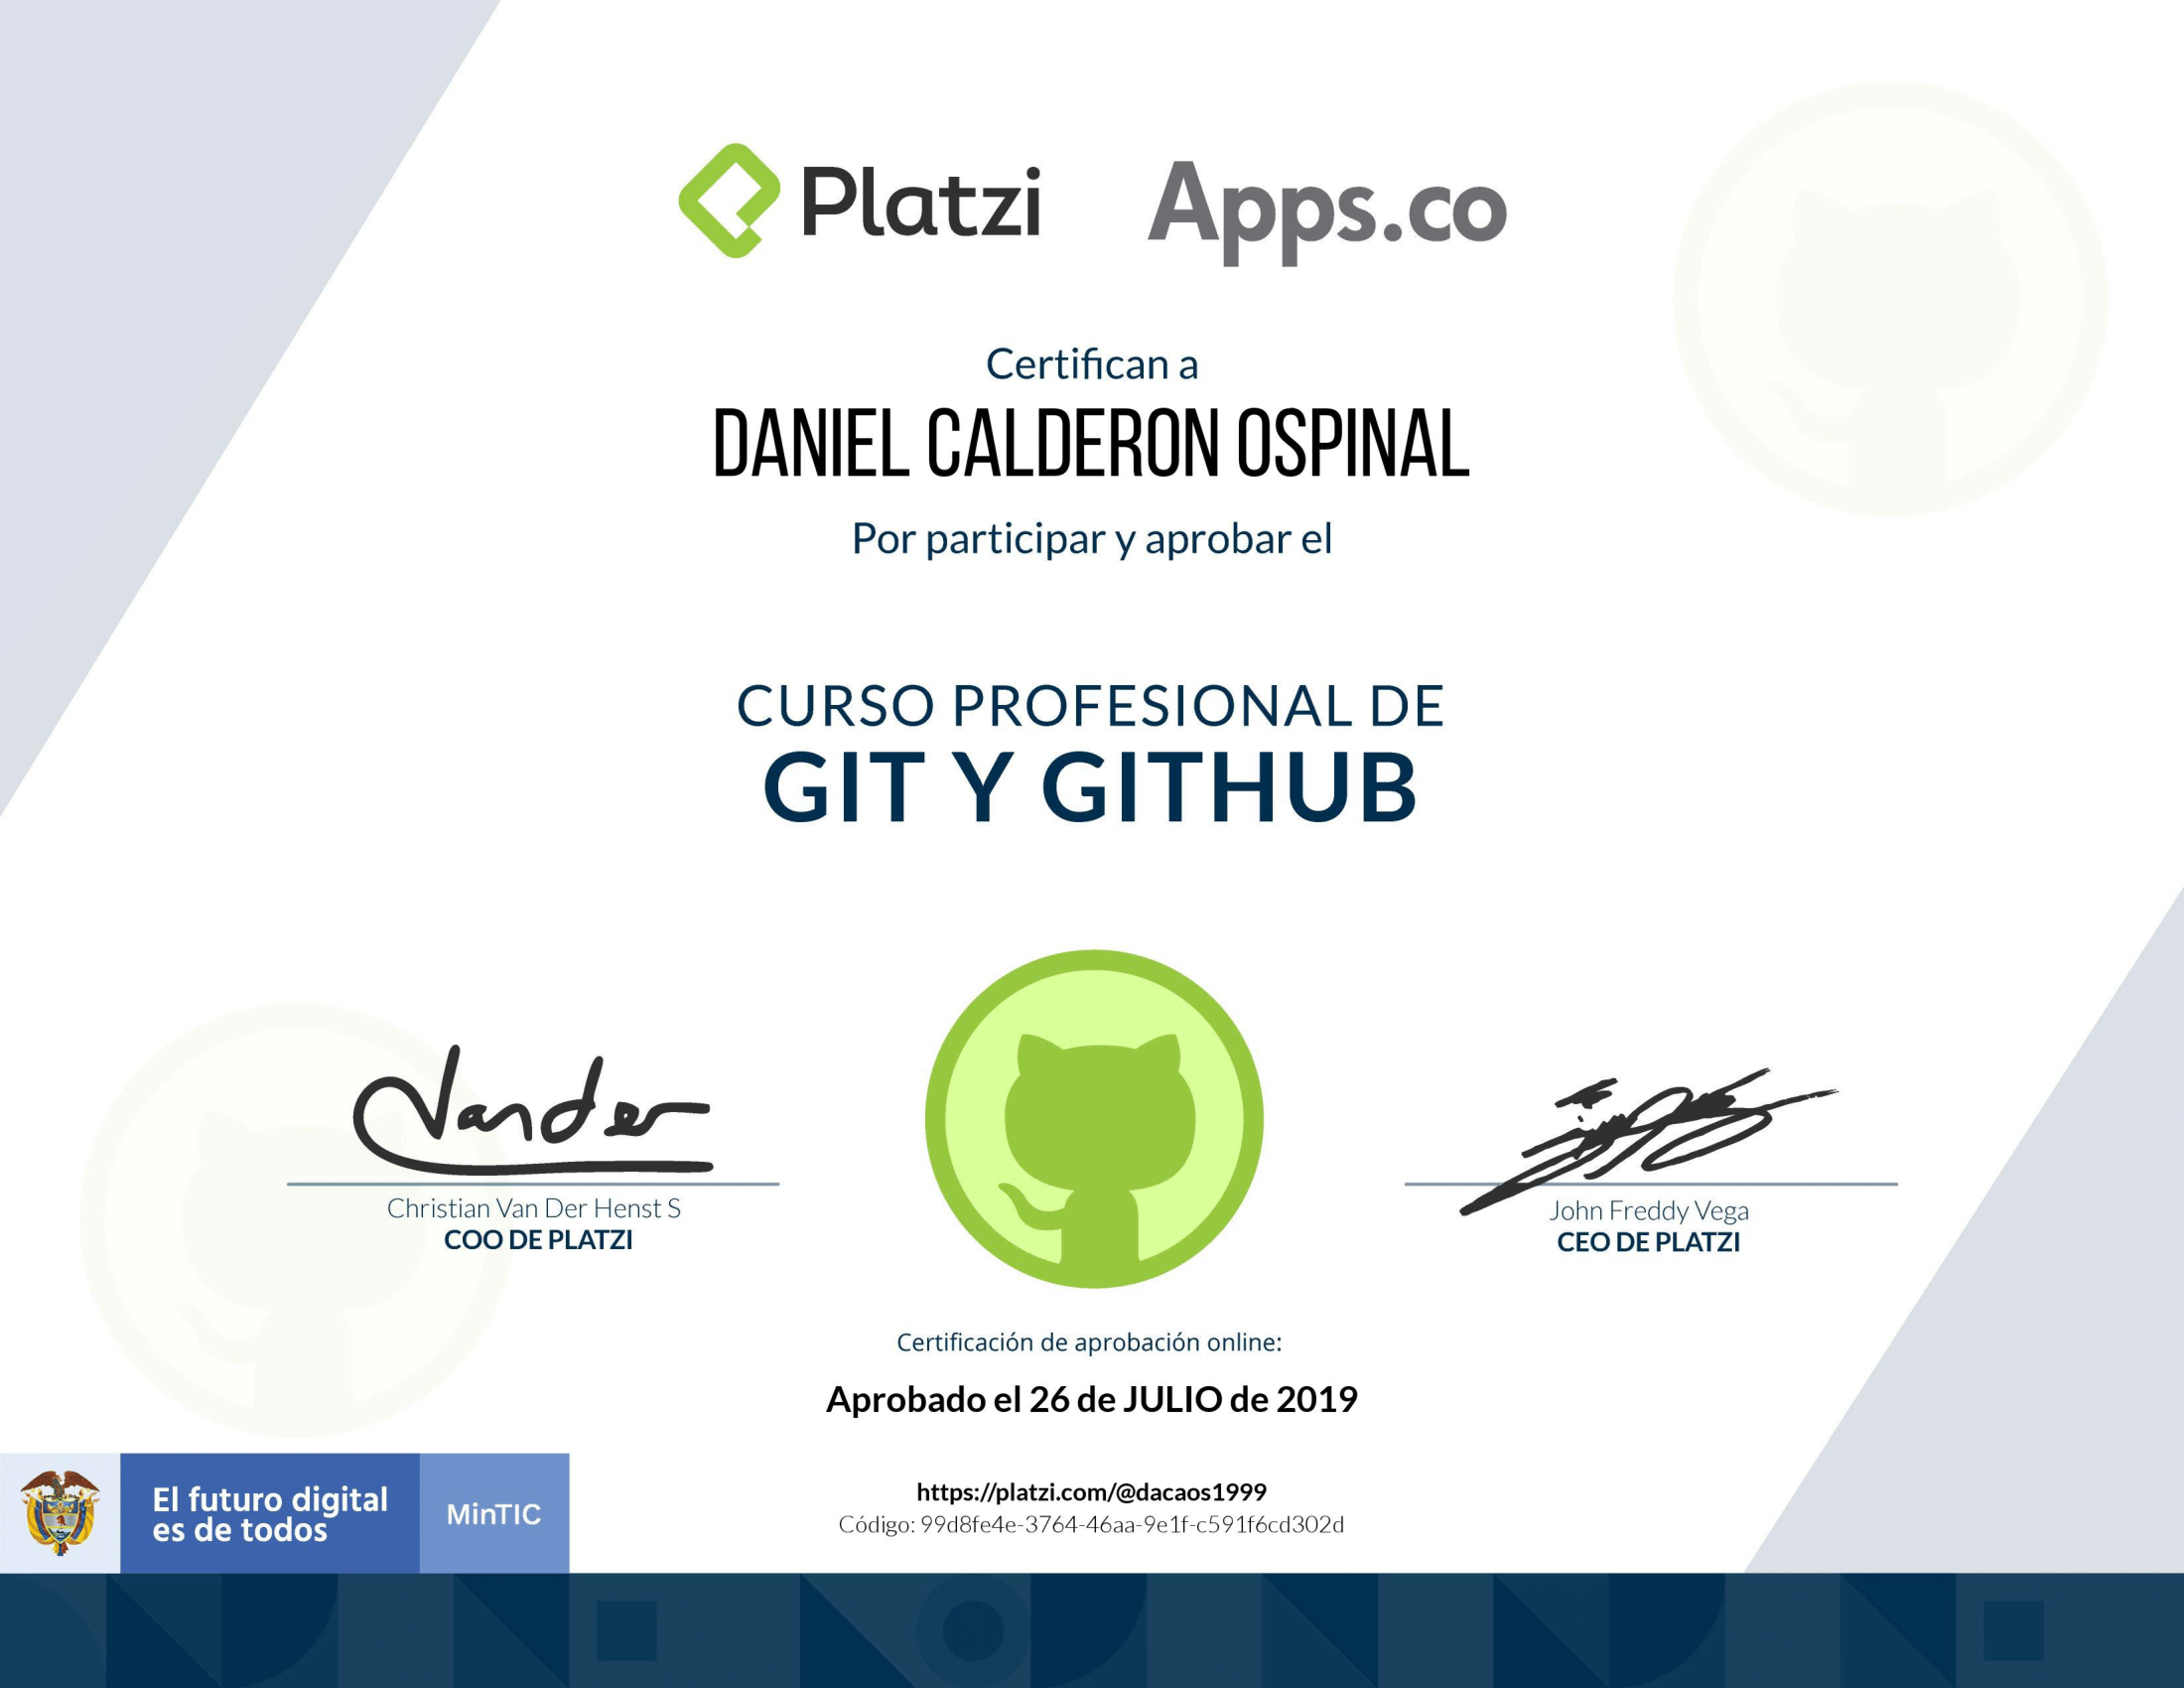 Platzi Apps.co
Certifican a
DANIEL CALDERON OSPINAL
Por participar y aprobar el
CURSO PROFESIONAL DE
GIT Y GITHUB
Vander
Christian Van Der Henst S
COO DE PLATZI
John Freddy Vega
CEO DE PLATZI
Certificación de aprobación online:
Aprobado el 26 de JULIO de 2019
https://platzi.com/@dacaos1999
Código: 99d8fe4e-3764-46aa-9e1f-c591f6cd302d
El futuro digital
es de todos
MinTIC